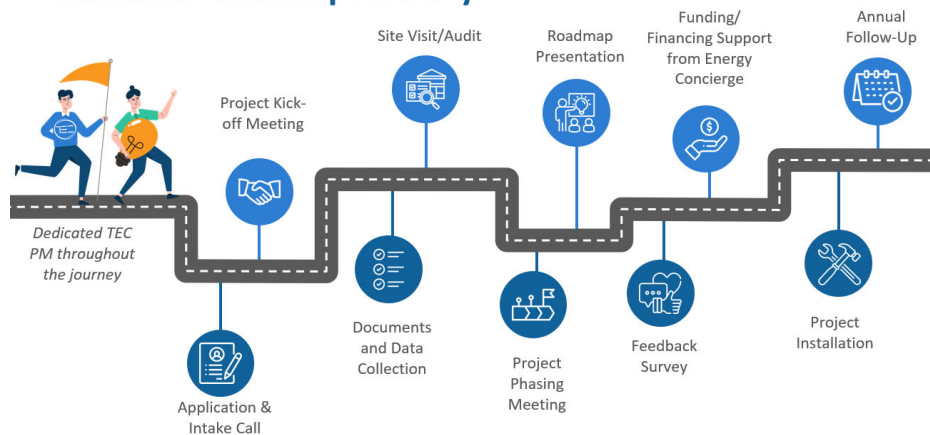 Dedicated TEC
PM throughout
the journey
Application &
Intake Call
Project Kick-
off Meeting
Documents
and Data
Collection
Site Visit/Audit
Project
Phasing
Meeting
Roadmap
Presentation
Feedback
Survey
Funding/
Financing Support
from Energy
Concierge
Project
Installation
Annual
Follow-Up